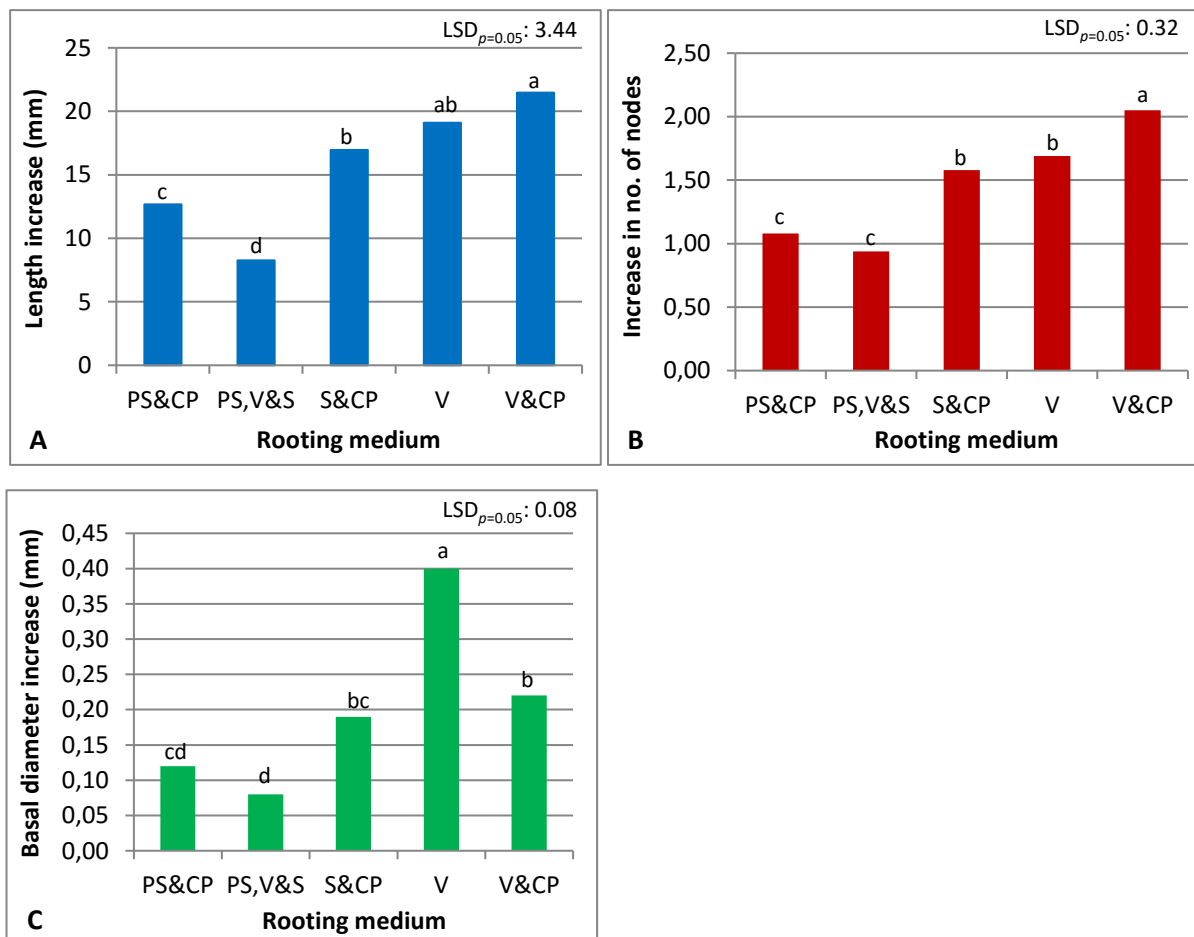 LSDp=0.05: 3.44
Length increase (mm)
25
20
15
10
5
0
c
d
b
ab
a
PS&CP PS,V&S S&CP V V&CP
A Rooting medium
LSDp=0.05: 0.32
Increase in no. of nodes
2,50
2,00
1,50
1,00
0,50
0,00
c
c
b
b
a
PS&CP PS,V&S S&CP V V&CP
B Rooting medium
LSDp=0.05: 0.08
Basal diameter increase (mm)
0,45
0,40
0,35
0,30
0,25
0,20
0,15
0,10
0,05
0,00
cd
d
bc
a
b
PS&CP PS,V&S S&CP V V&CP
C Rooting medium